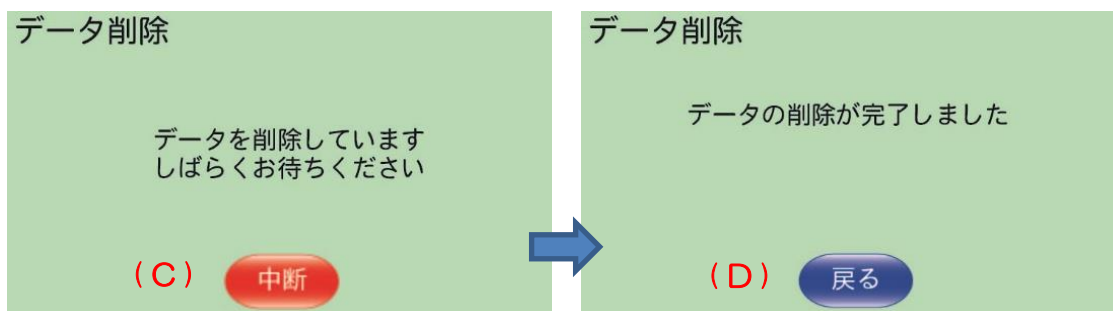 データ削除
データを削除しています
しばらくお待ちください
(C)
中断
データ削除
データの削除が完了しました
(D)
戻る